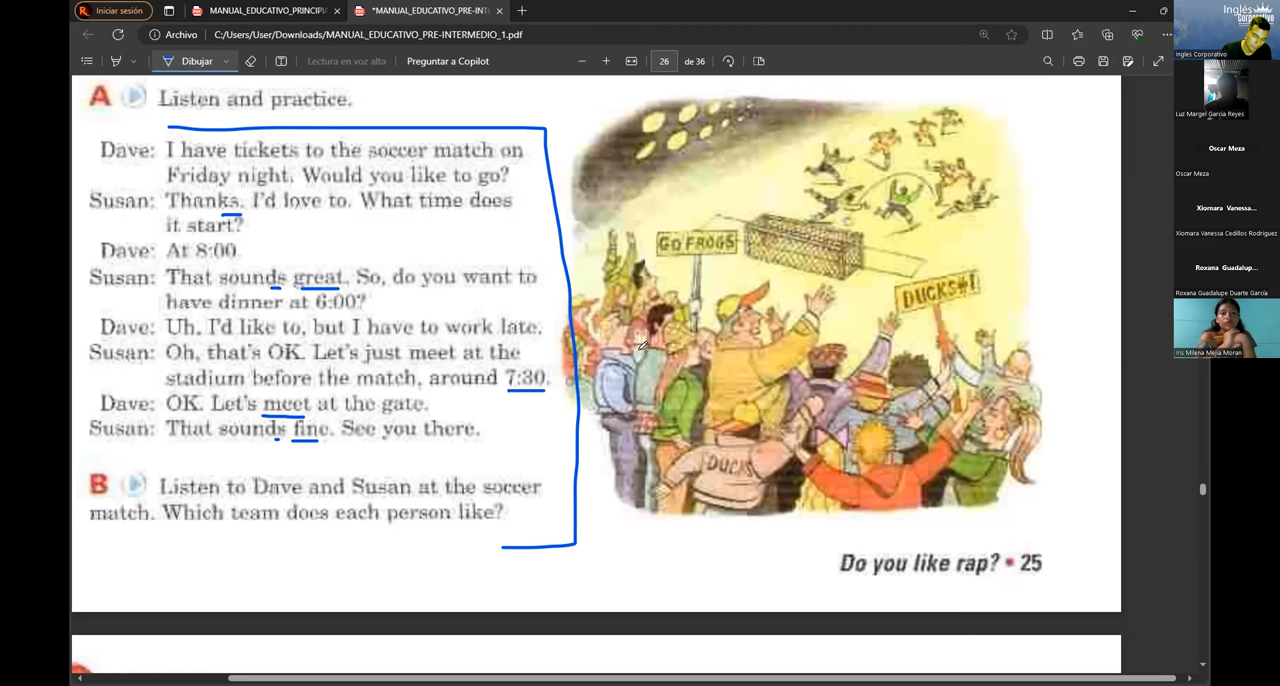 Iniciar sesión
MANUAL_EDUCATIVO_PRINCIPIA
*MANUAL_EDUCATIVO_PRE-INTE
Archivo
C:/Users/User/Downloads/MANUAL_EDUCATIVO_PRE-INTERMEDIO_1.pdf
Dibujar
Lectura en voz alta
Preguntar a Copilot
26 de 36
A Listen and practice.
Dave: I have tickets to the soccer match on
Friday night. Would you like to go?
Susan: Thanks. I'd love to. What time does
it start?
Dave: At 8:00.
Susan: That sounds great. So, do you want to
have dinner at 6:00?
Dave: Uh, I'd like to, but I have to work late.
Susan: Oh, that's OK. Let's just meet at the
stadium before the match, around 7:30.
Dave: OK. Let's meet at the gate.
Susan: That sounds fine. See you there.
B Listen to Dave and Susan at the soccer
match. Which team does each person like?
GO FROGS
DUCKS#1
DUCKS
Do you like rap? • 25
Inglés
Corporativo
Ingles Corporativo
Luz Margel Garcia Reyes
Oscar Meza
Oscar Meza
Xiomara Vanessa...
Xiomara Vanessa Cedillos Rodriguez
Roxana Guadalup...
Roxana Guadalupe Duarte García
Iris Milena Mejia Moran